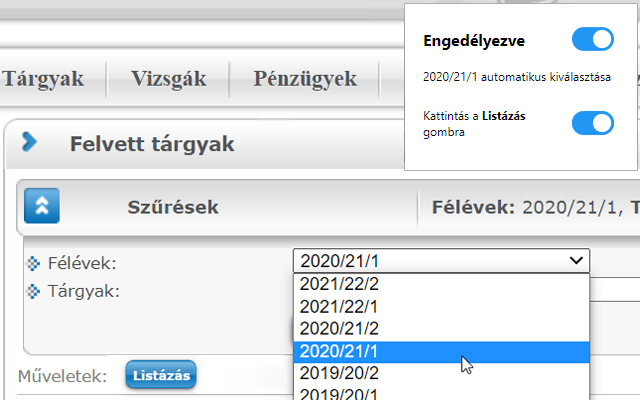 Engedélyezve
2020/21/1 automatikus kiválasztása
Kattintás a Listázás
gombra
Tárgyak
Vizsgák
Pénzügyek
Felvett tárgyak
Szűrések
Félévek: 2020/21/1, T
Félévek:
2020/21/1
Tárgyak:
2021/22/2
2021/22/1
2020/21/2
2020/21/1
2019/20/2
2019/20/1
Műveletek:
Listázás